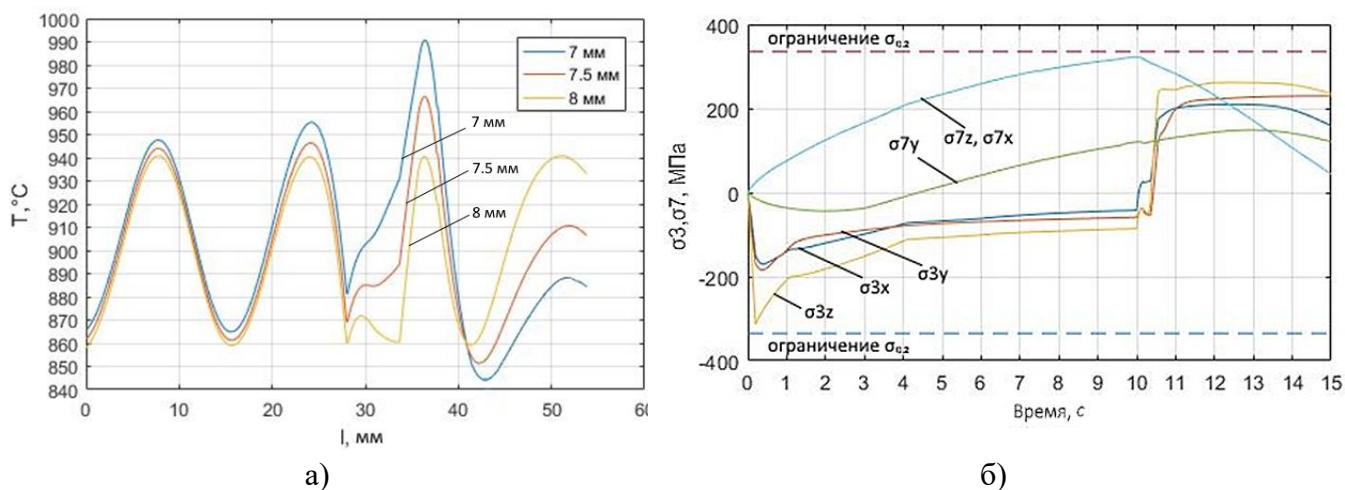 1000
990
980
970
960
950
940
930
920
910
900
890
880
870
860
850
840
T,°C
0
10
20
30
40
50
60
l, мм
7 мм
7.5 мм
8 мм
7 мм
7.5 мм
8 мм
а)
400
200
0
-200
-400
σ3,σ7, МПа
ограничение σ₀.₂
σ7z, σ7x
σ7y
σ3y
σ3x
σ3z
ограничение σ₀.₂
0
1
2
3
4
5
6
7
8
9
10
11
12
13
14
15
Время, с
б)